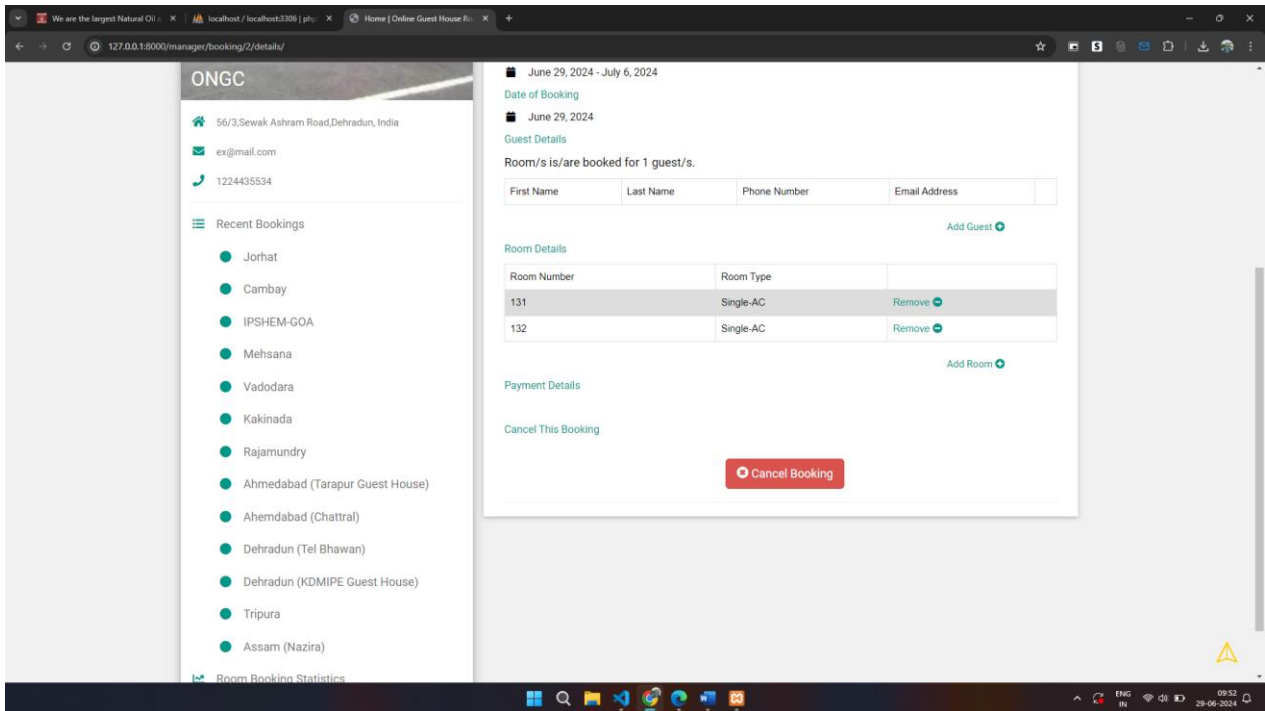 We are the largest Natural Oil
localhost / localhost:3306 | php
Home | Online Guest House Ro
127.0.0.1:8000/manager/booking/2/details/
ONGC
56/3,Sewak Ashram Road,Dehradun, India
ex@mail.com
1224435534
Recent Bookings
Jorhat
Cambay
IPSHEM-GOA
Mehsana
Vadodara
Kakinada
Rajamundry
Ahmedabad (Tarapur Guest House)
Ahemdabad (Chattral)
Dehradun (Tel Bhawan)
Dehradun (KDMIPE Guest House)
Tripura
Assam (Nazira)
Room Booking Statistics
June 29, 2024 - July 6, 2024
Date of Booking
June 29, 2024
Guest Details
Room/s is/are booked for 1 guest/s.
First Name Last Name Phone Number Email Address
Add Guest
Room Details
Room Number Room Type
131 Single-AC Remove
132 Single-AC Remove
Add Room
Payment Details
Cancel This Booking
Cancel Booking
ENG
IN
09:52
29-06-2024